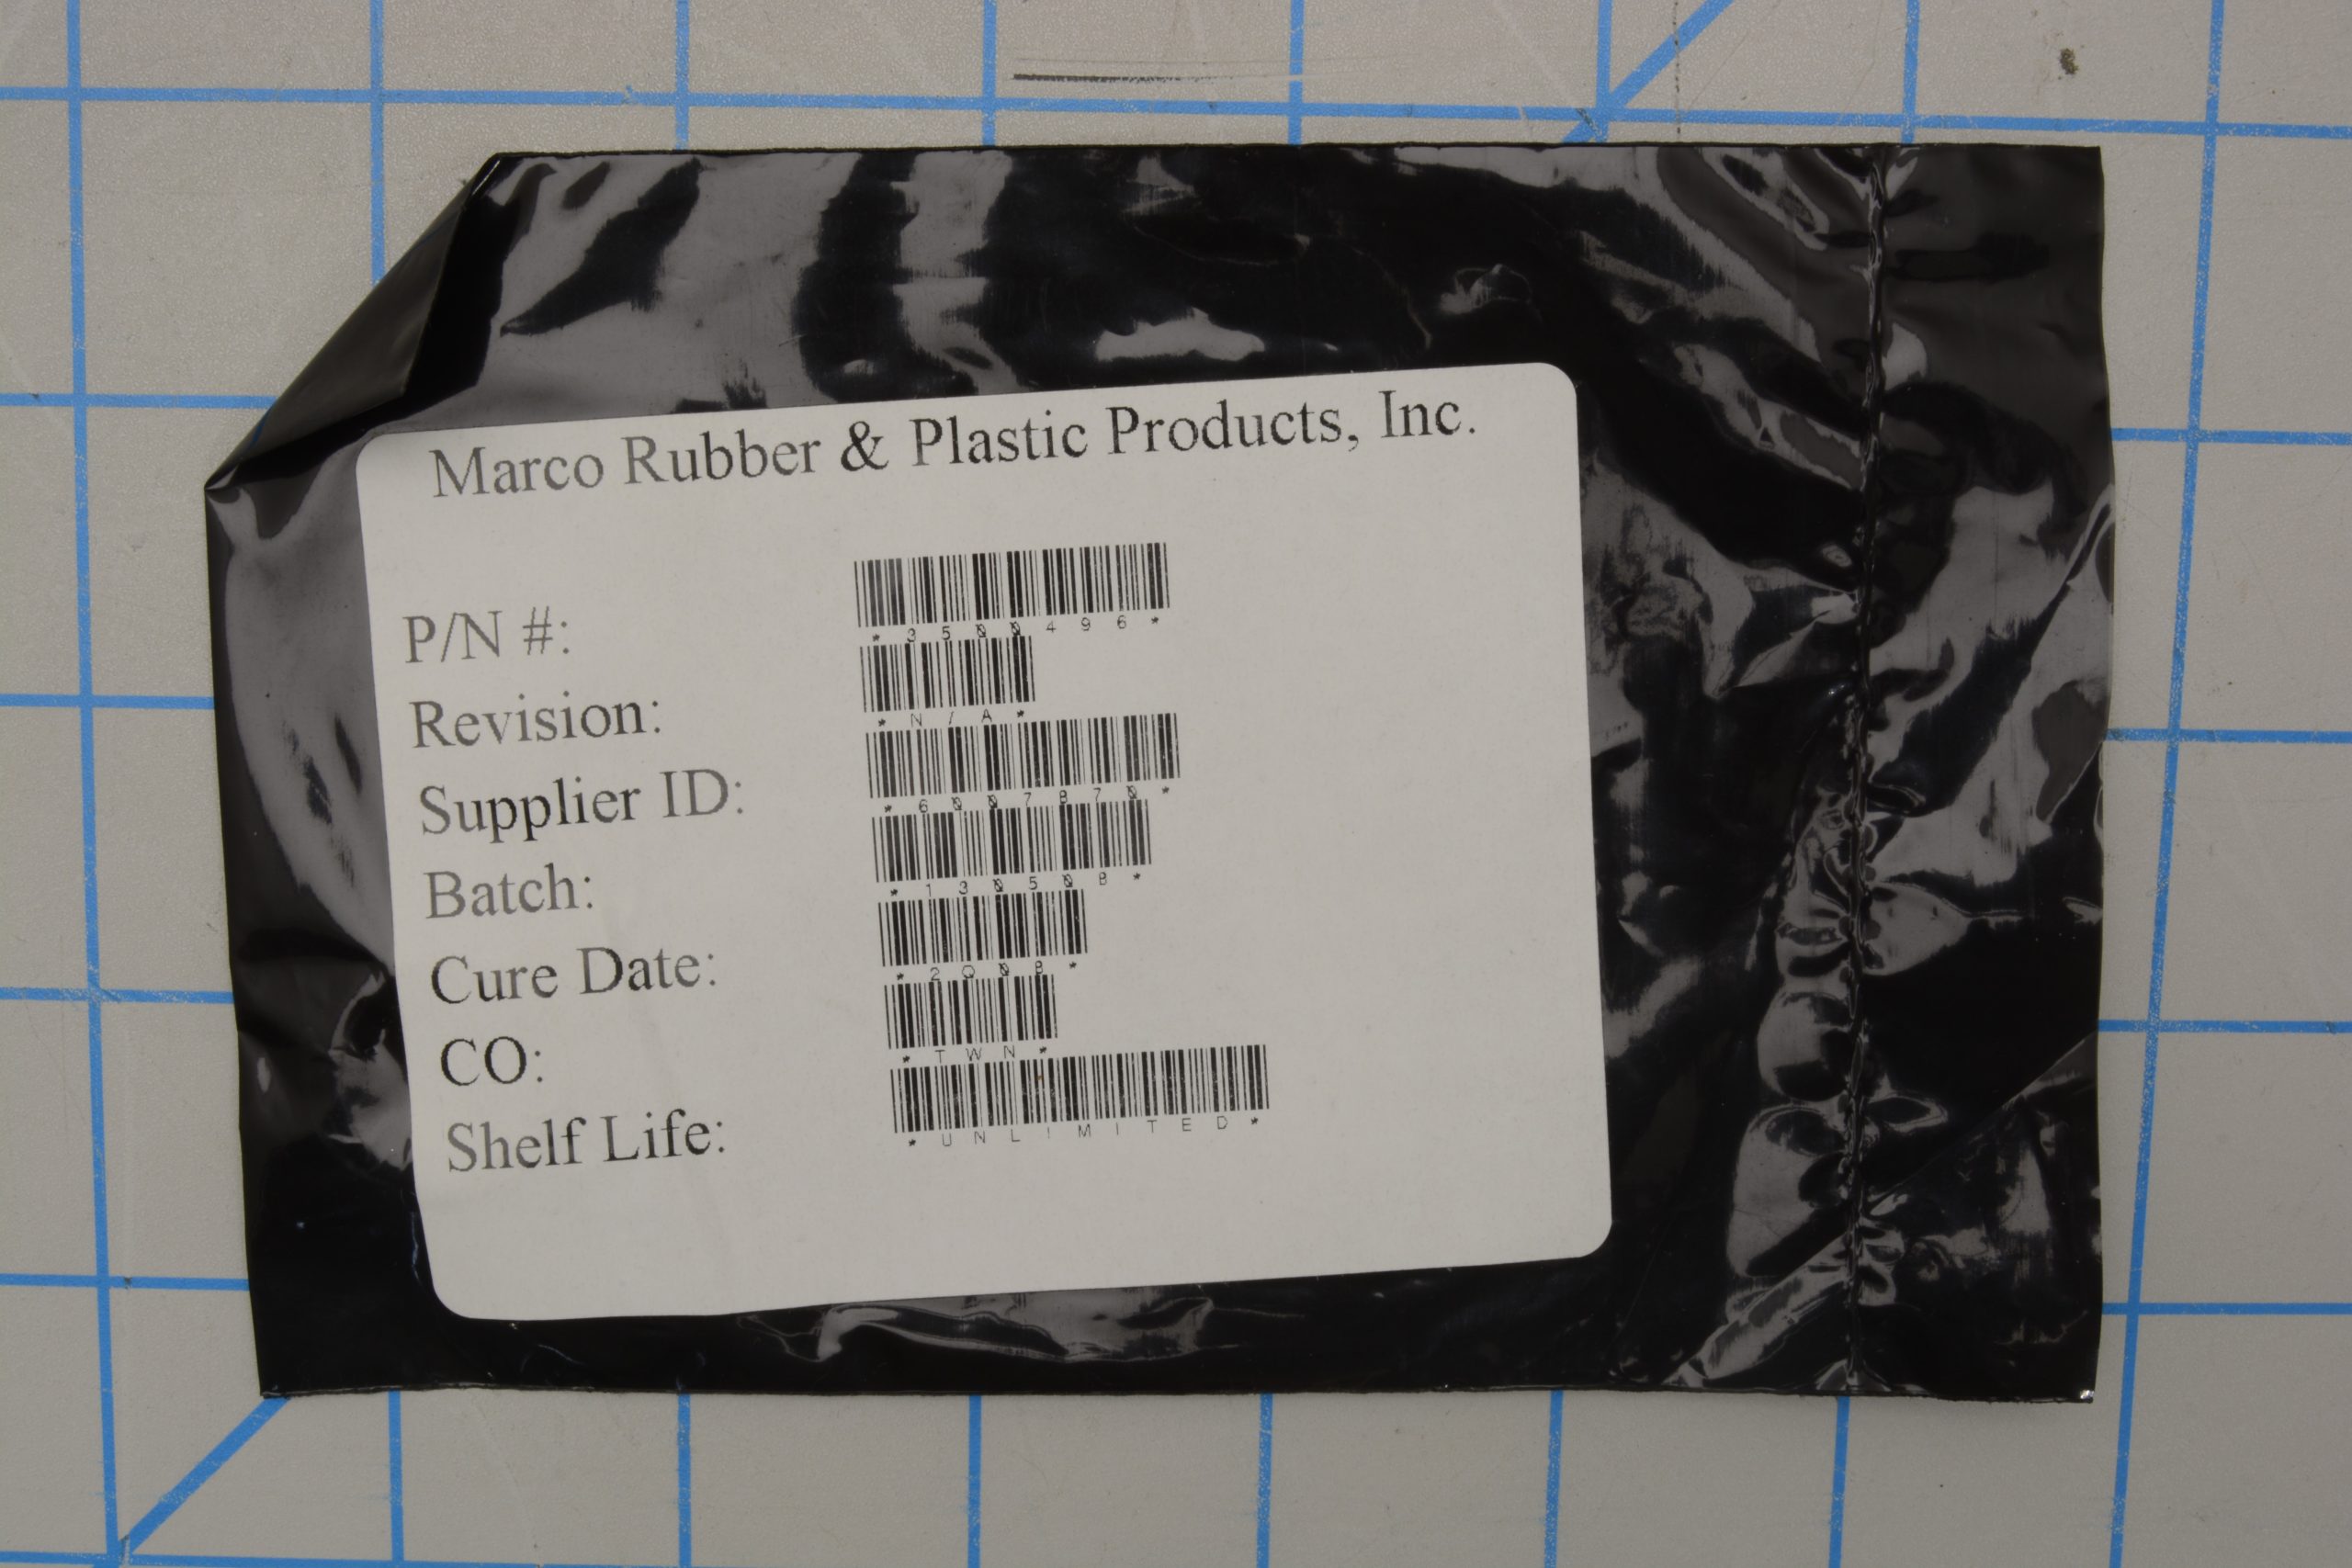 Marco Rubber & Plastic Products, Inc.
P/N #: *3500496*
Revision: *N/A*
Supplier ID: *6007870*
Batch: *130508*
Cure Date: *2Q08*
CO: *TWN*
Shelf Life: *UNLIMITED*